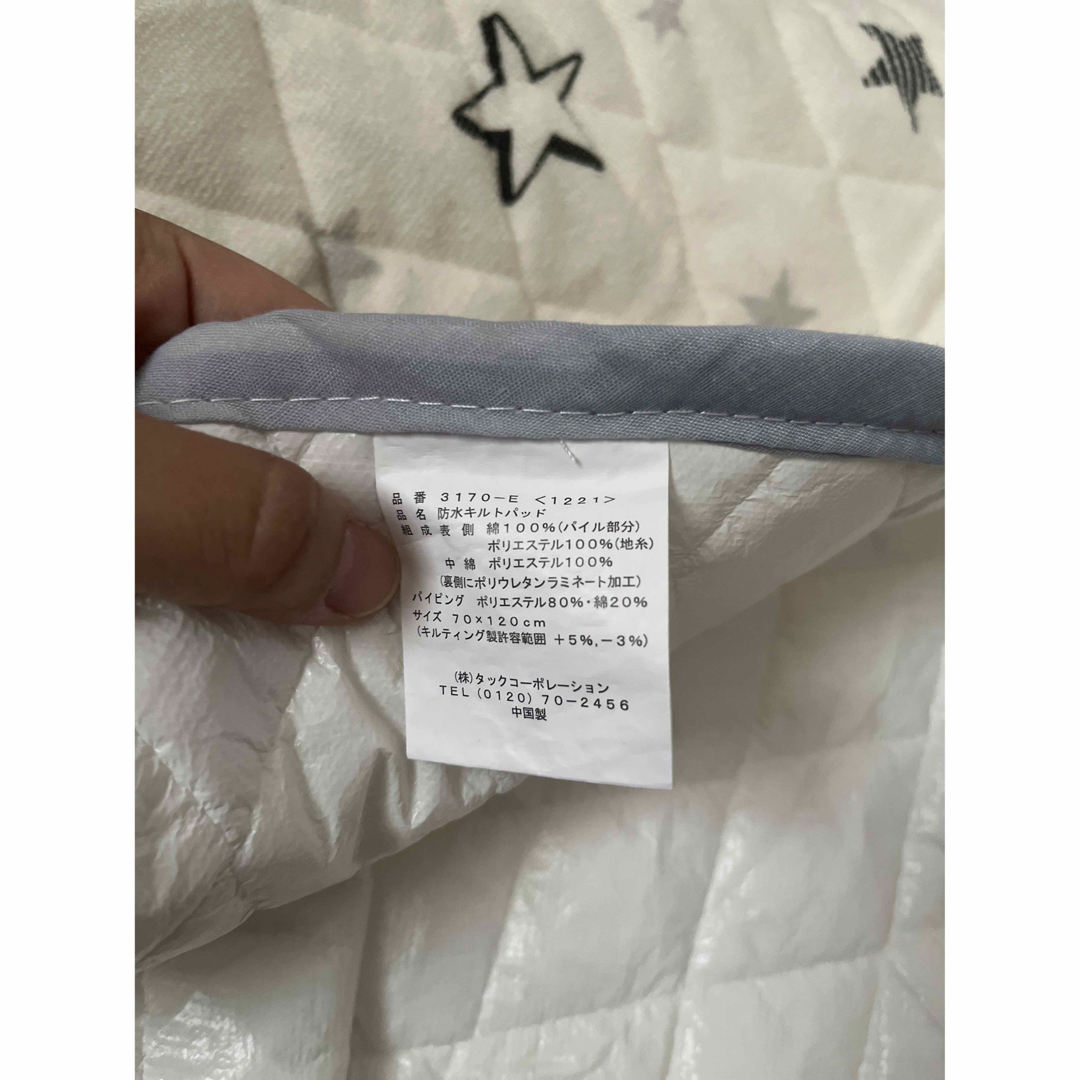 品番 3170-E <1221>
品名 防水キルトパッド
組成表側 綿100%(パイル部分)
ポリエステル100%(地糸)
中綿 ポリエステル100%
(裏側にポリウレタンラミネート加工)
パイピング ポリエステル80%・綿20%
サイズ 70×120cm
(キルティング製許容範囲 +5%,-3%)
(株)タックコーポレーション
TEL(0120)70-2456
中国製